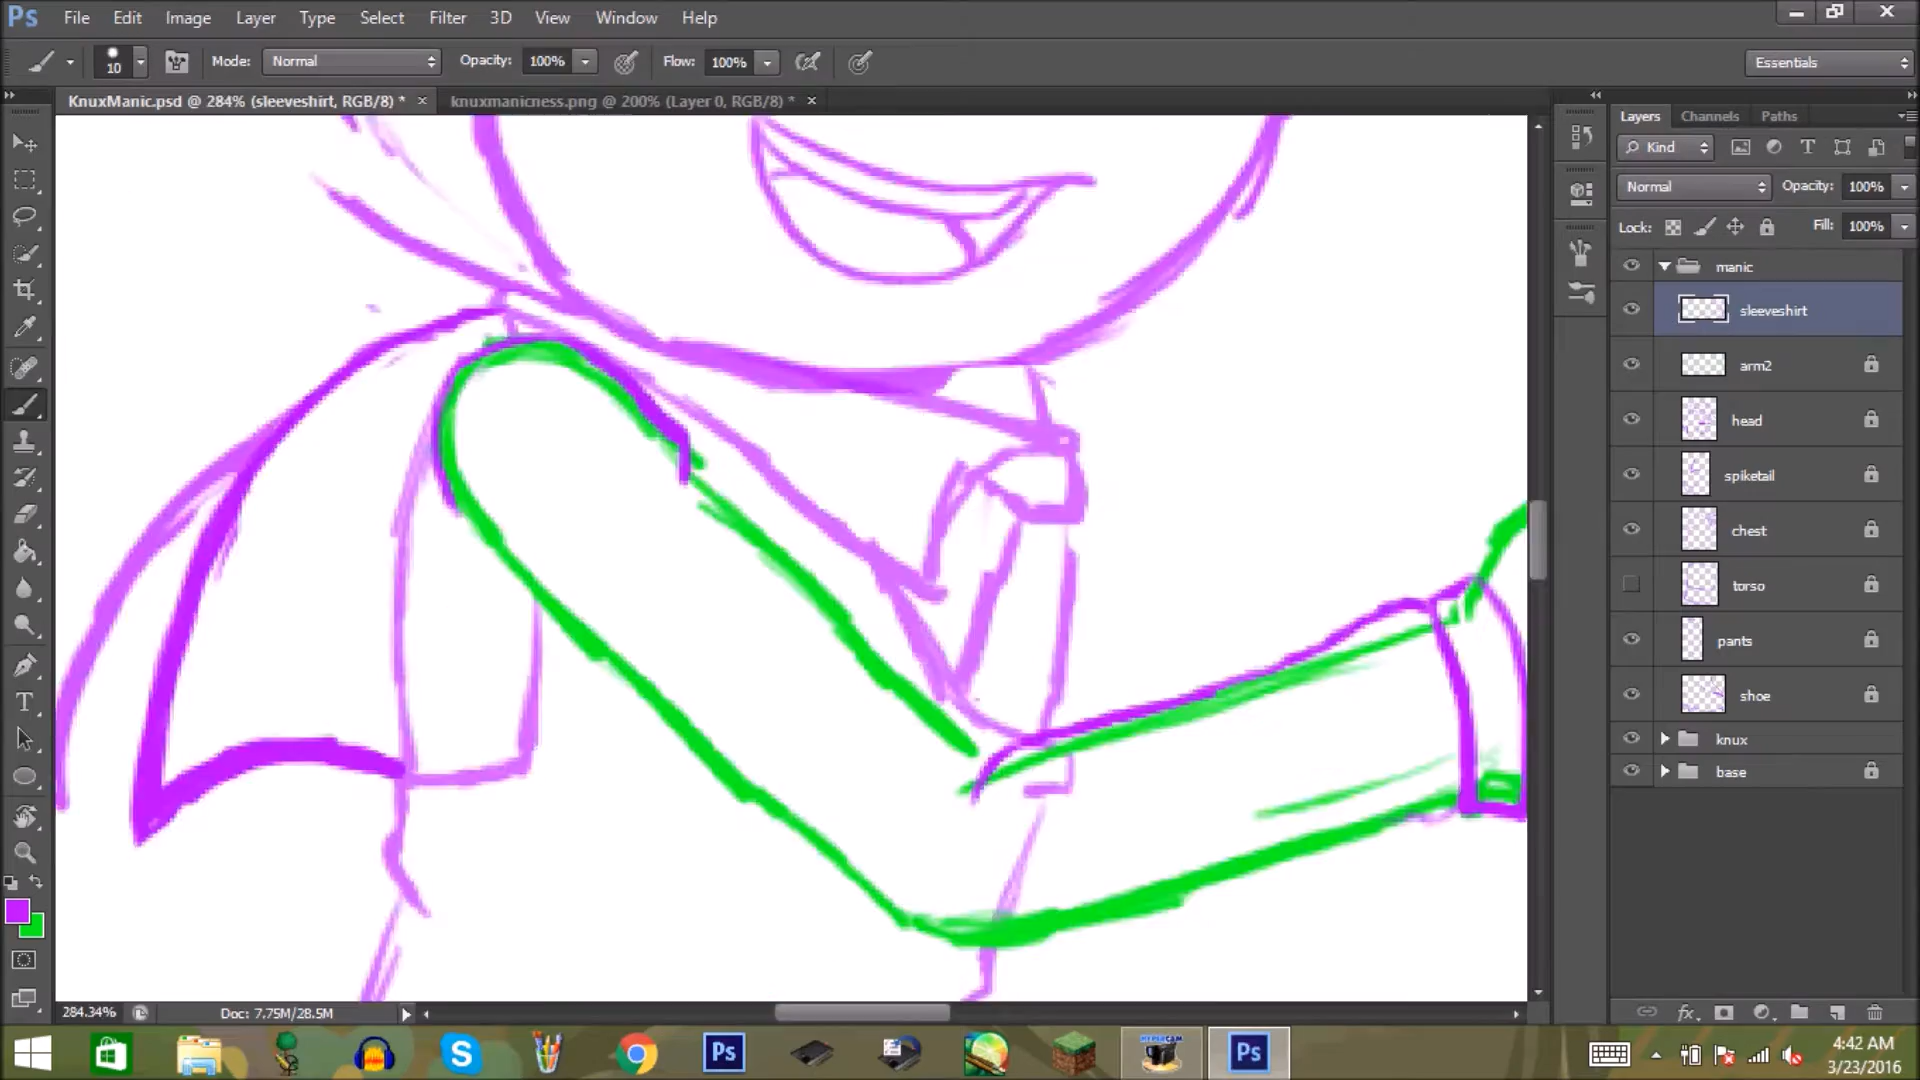 Ps File Edit Image Layer Type Select Filter 3D View Window Help
10 Mode: Normal Opacity: 100% Flow: 100% Essentials
KnuxManic.psd @ 284% (sleeveshirt, RGB/8) * × knuxmanicness.png @ 200% (Layer 0, RGB/8) * ×
Layers Channels Paths
Kind
Normal Opacity: 100%
Lock: Fill: 100%
manic
sleeveshirt
arm2
head
spiketail
chest
torso
pants
shoe
knux
base
284.34% Doc: 7.75M/28.5M
Ps HYPERCAM Ps
4:42 AM
3/23/2016